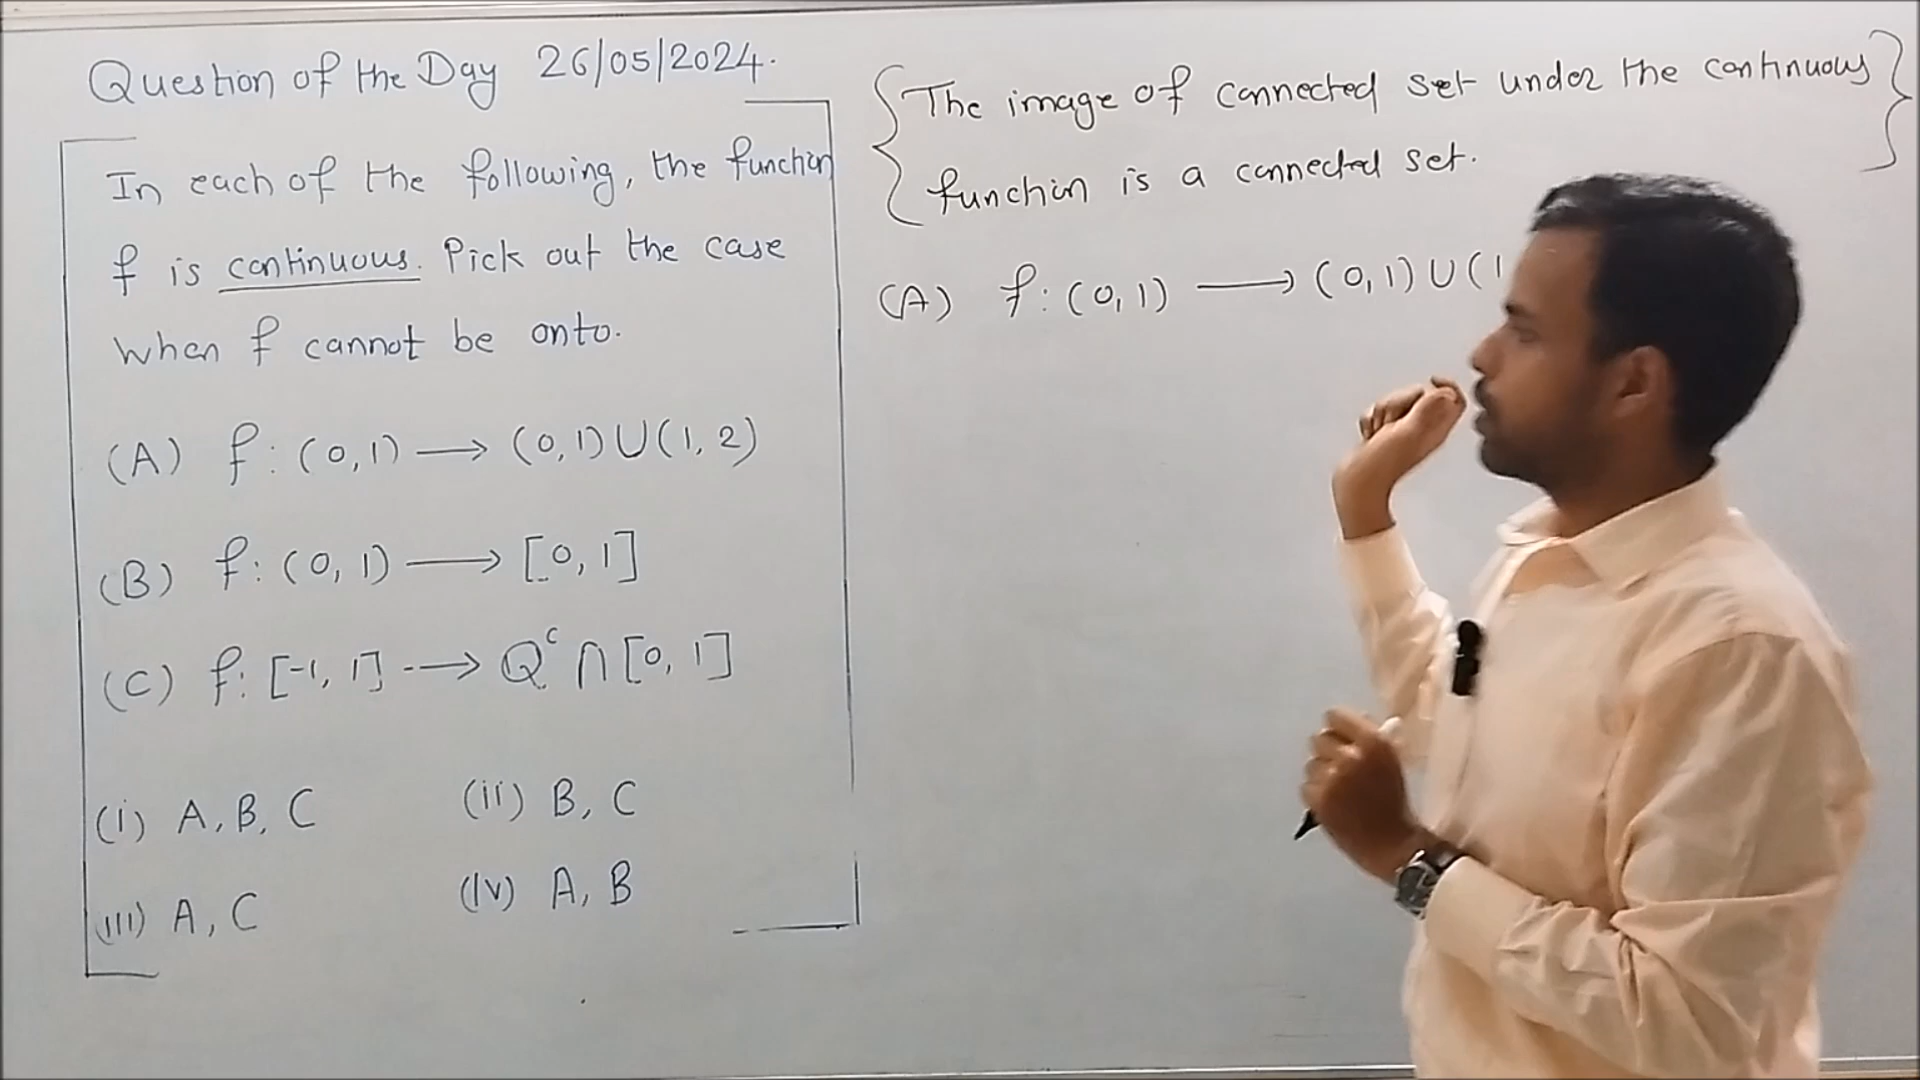 Question of the Day 26/05/2024.
In each of the following, the function
f is continuous. Pick out the case
when f cannot be onto.
(A) f: (0, 1) ⟶ (0, 1) ∪ (1, 2)
(B) f: (0, 1) ⟶ [0, 1]
(C) f: [-1, 1] ⟶ Q^c ∩ [0, 1]
(i) A, B, C (ii) B, C
(iii) A, C (iv) A, B
{The image of connected set under the continuous}
function is a connected set.
(A) f: (0, 1) ⟶ (0, 1) ∪ (1